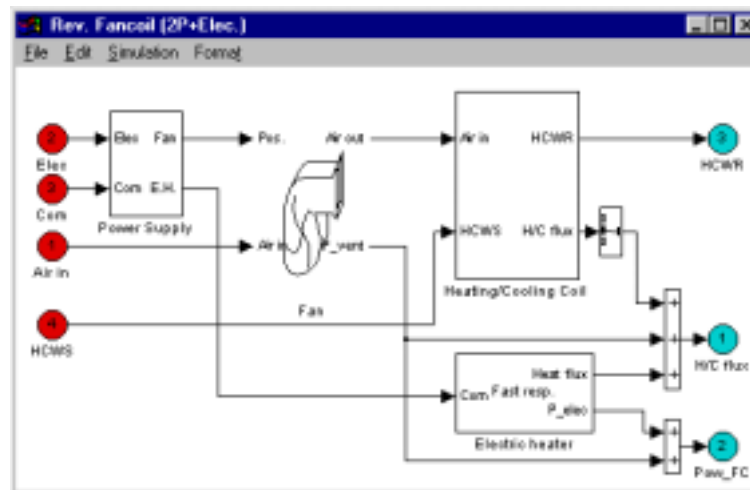 Rev. Fancoil (2P+Elec.)
File Edit Simulation Format
Elec Fan
Com E.H.
Power Supply
Elec
Com
1
Air in
4
HCWS
Pos. Air out
Air in P_vent
Fan
Air in HCWR
HCWS H/C flux
Heating/Cooling Coil
3
HCWR
+
+
+
1
H/C flux
Heat flux
Com Fast resp.
P_elec
Electric heater
+
+
2
Pow_FC